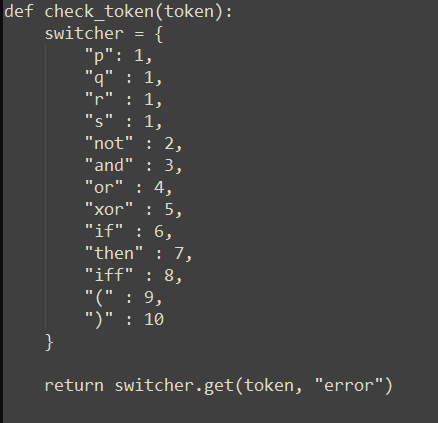 def check_token(token):
    switcher = {
        "p": 1,
        "q" : 1,
        "r" : 1,
        "s" : 1,
        "not" : 2,
        "and" : 3,
        "or" : 4,
        "xor" : 5,
        "if" : 6,
        "then" : 7,
        "iff" : 8,
        "(" : 9,
        ")" : 10
    }
    return switcher.get(token, "error")